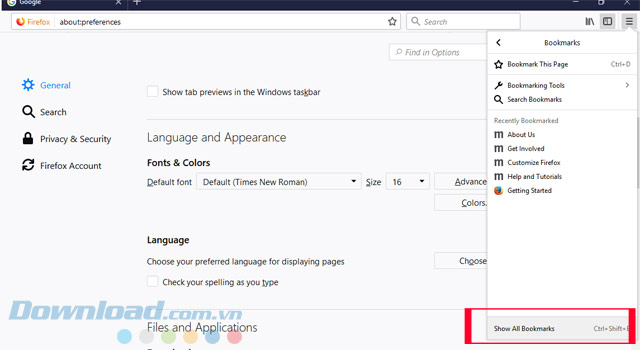 Google
Firefox about:preferences
Search
Bookmarks
Find in Options
Bookmark This Page Ctrl+D
General
Show tab previews in the Windows taskbar
Bookmarking Tools
Search
Search Bookmarks
Recently Bookmarked
Privacy & Security
Language and Appearance
About Us
Get Involved
Firefox Account
Fonts & Colors
Customize Firefox
Default font Default (Times New Roman) Size 16 Advance
Help and Tutorials
Getting Started
Colors.
Language
Choose your preferred language for displaying pages Choose
Check your spelling as you type
Download.com.vn
Files and Applications
Show All Bookmarks Ctrl+Shift+